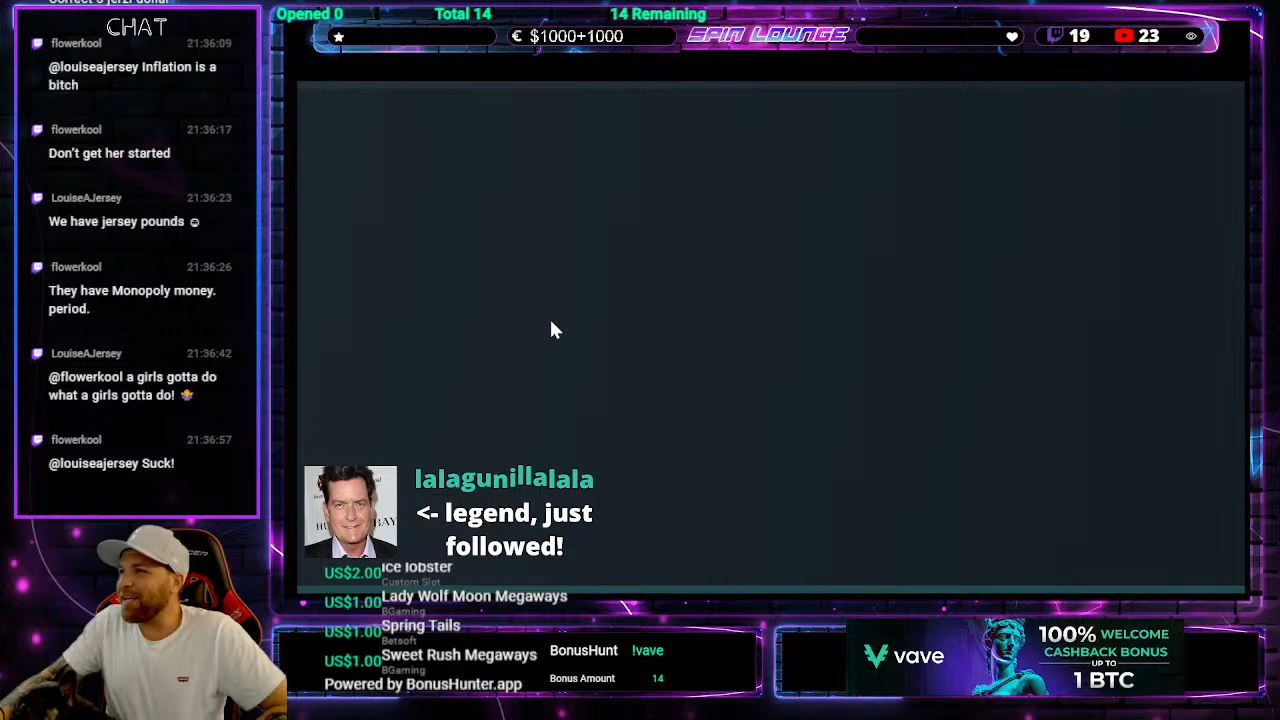 CHAT
flowerkool 21:36:09
@louiseajersey Inflation is a
bitch
flowerkool 21:36:17
Don't get her started
LouiseAJersey 21:36:23
We have jersey pounds ☺
flowerkool 21:36:26
They have Monopoly money.
period.
LouiseAJersey 21:36:42
@flowerkool a girls gotta do
what a girls gotta do! 🤷‍♀️
flowerkool 21:36:57
@louiseajersey Suck!
Opened 0 Total 14 14 Remaining
€ $1000+1000
SPIN LOUNGE
19 23
lalagunillalala
<- legend, just
followed!
US$2.00 Ice lobster
Custom Slot
US$1.00 Lady Wolf Moon Megaways
BGaming
US$1.00 Spring Tails
Betsoft
US$1.00 Sweet Rush Megaways
BGaming
Powered by BonusHunter.app
BonusHunt !vave
Bonus Amount 14
vave
100% WELCOME
CASHBACK BONUS
UP TO
1 BTC